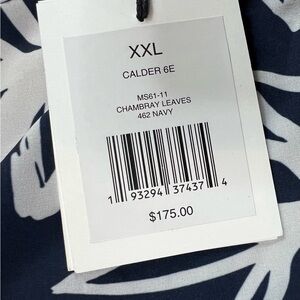 XXL
CALDER 6E
MS61-11
CHAMBRAY LEAVES
462 NAVY
1 93294 37437 4
$175.00